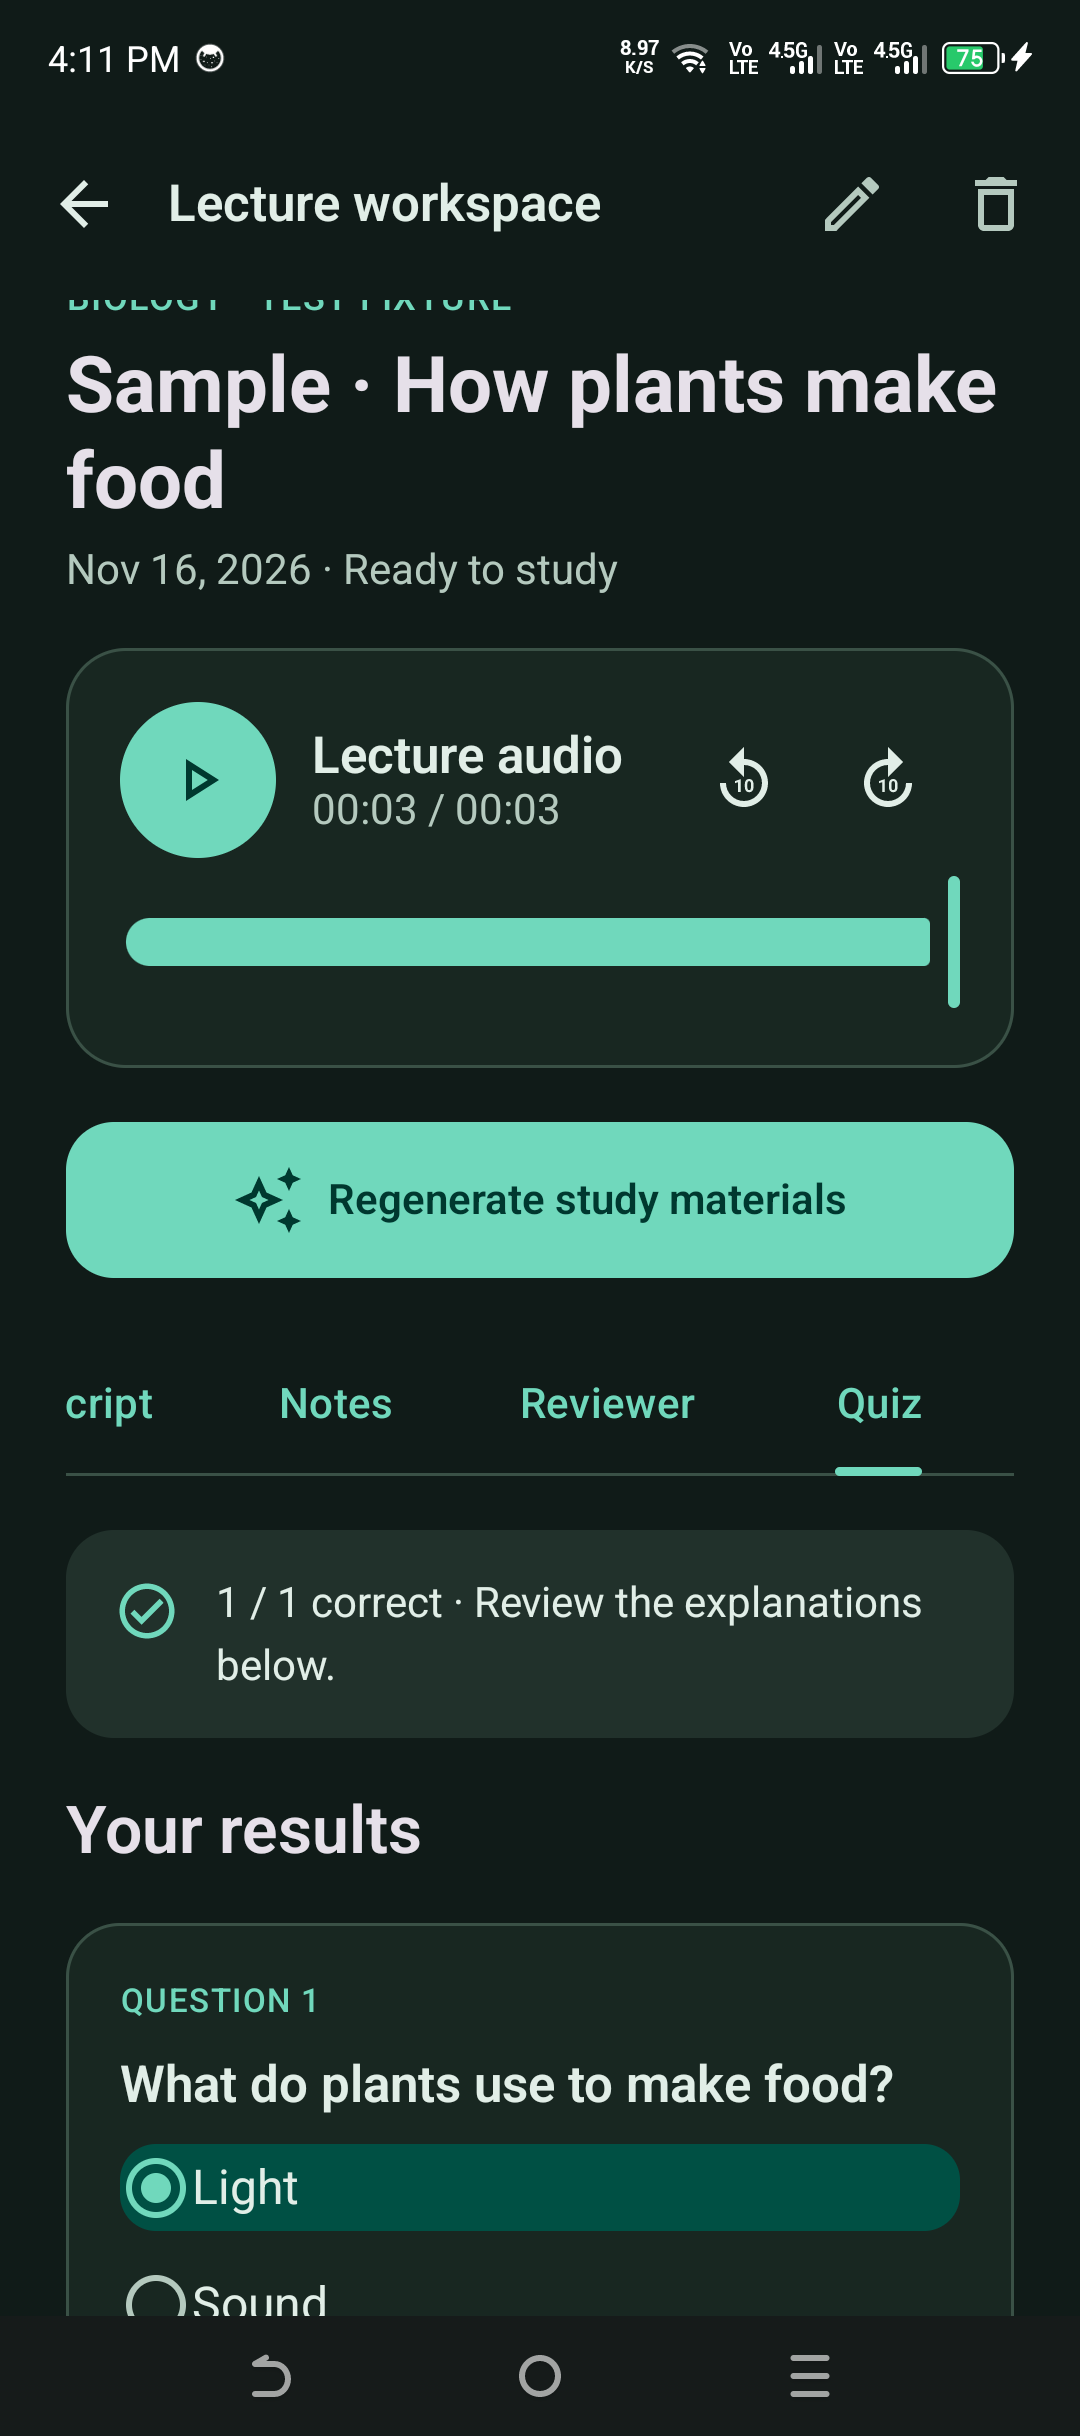 4:11 PM
8.97 K/S Vo LTE 4.5G Vo LTE 4.5G 75
Lecture workspace
BIOLOGY · TEST FIXTURE
Sample · How plants make
food
Nov 16, 2026 · Ready to study
Lecture audio
00:03 / 00:03
10 10
Regenerate study materials
cript Notes Reviewer Quiz
1 / 1 correct · Review the explanations
below.
Your results
QUESTION 1
What do plants use to make food?
Light
Sound